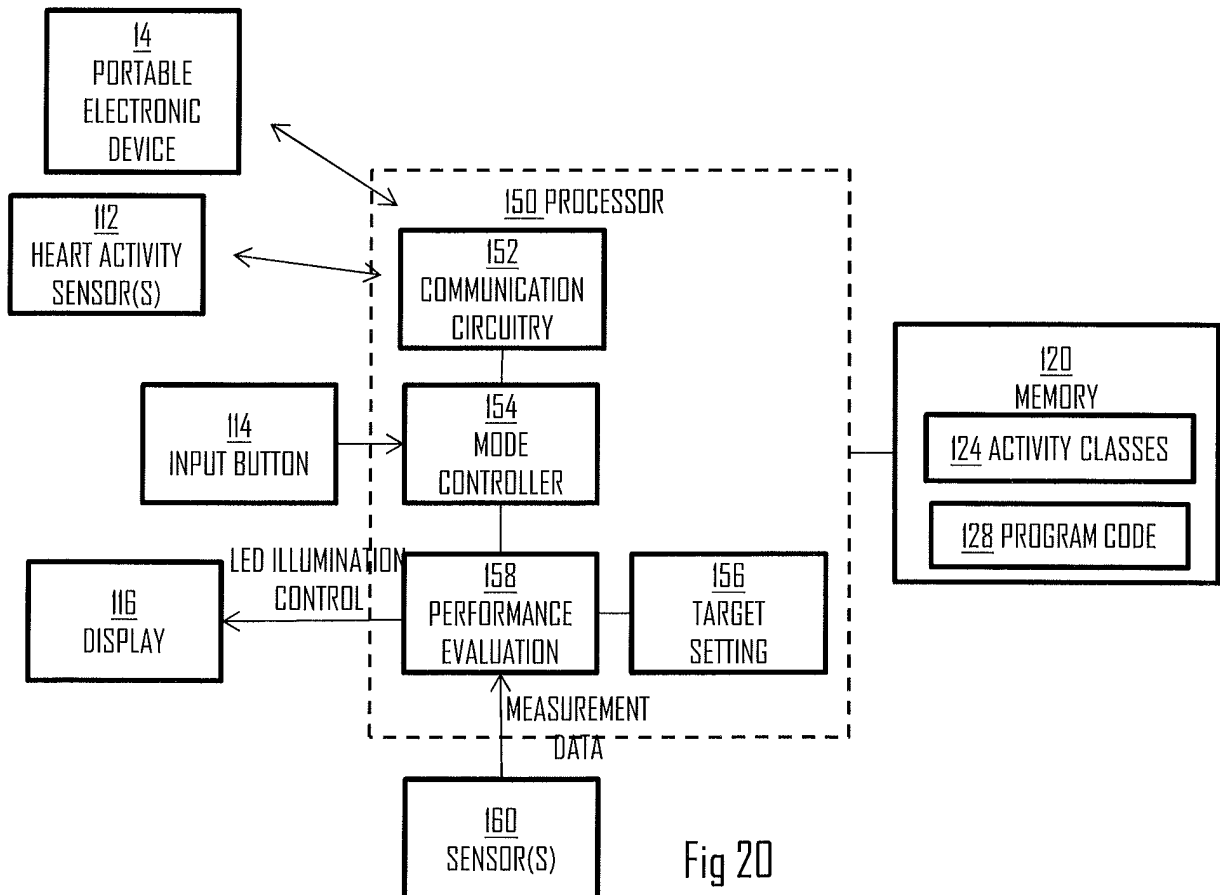 14
PORTABLE
ELECTRONIC
DEVICE
112
HEART ACTIVITY
SENSOR(S)
150 PROCESSOR
152
COMMUNICATION
CIRCUITRY
114
INPUT BUTTON
154
MODE
CONTROLLER
120
MEMORY
124 ACTIVITY CLASSES
128 PROGRAM CODE
LED ILLUMINATION
CONTROL
116
DISPLAY
158
PERFORMANCE
EVALUATION
156
TARGET
SETTING
MEASUREMENT
DATA
160
SENSOR(S)
Fig 20